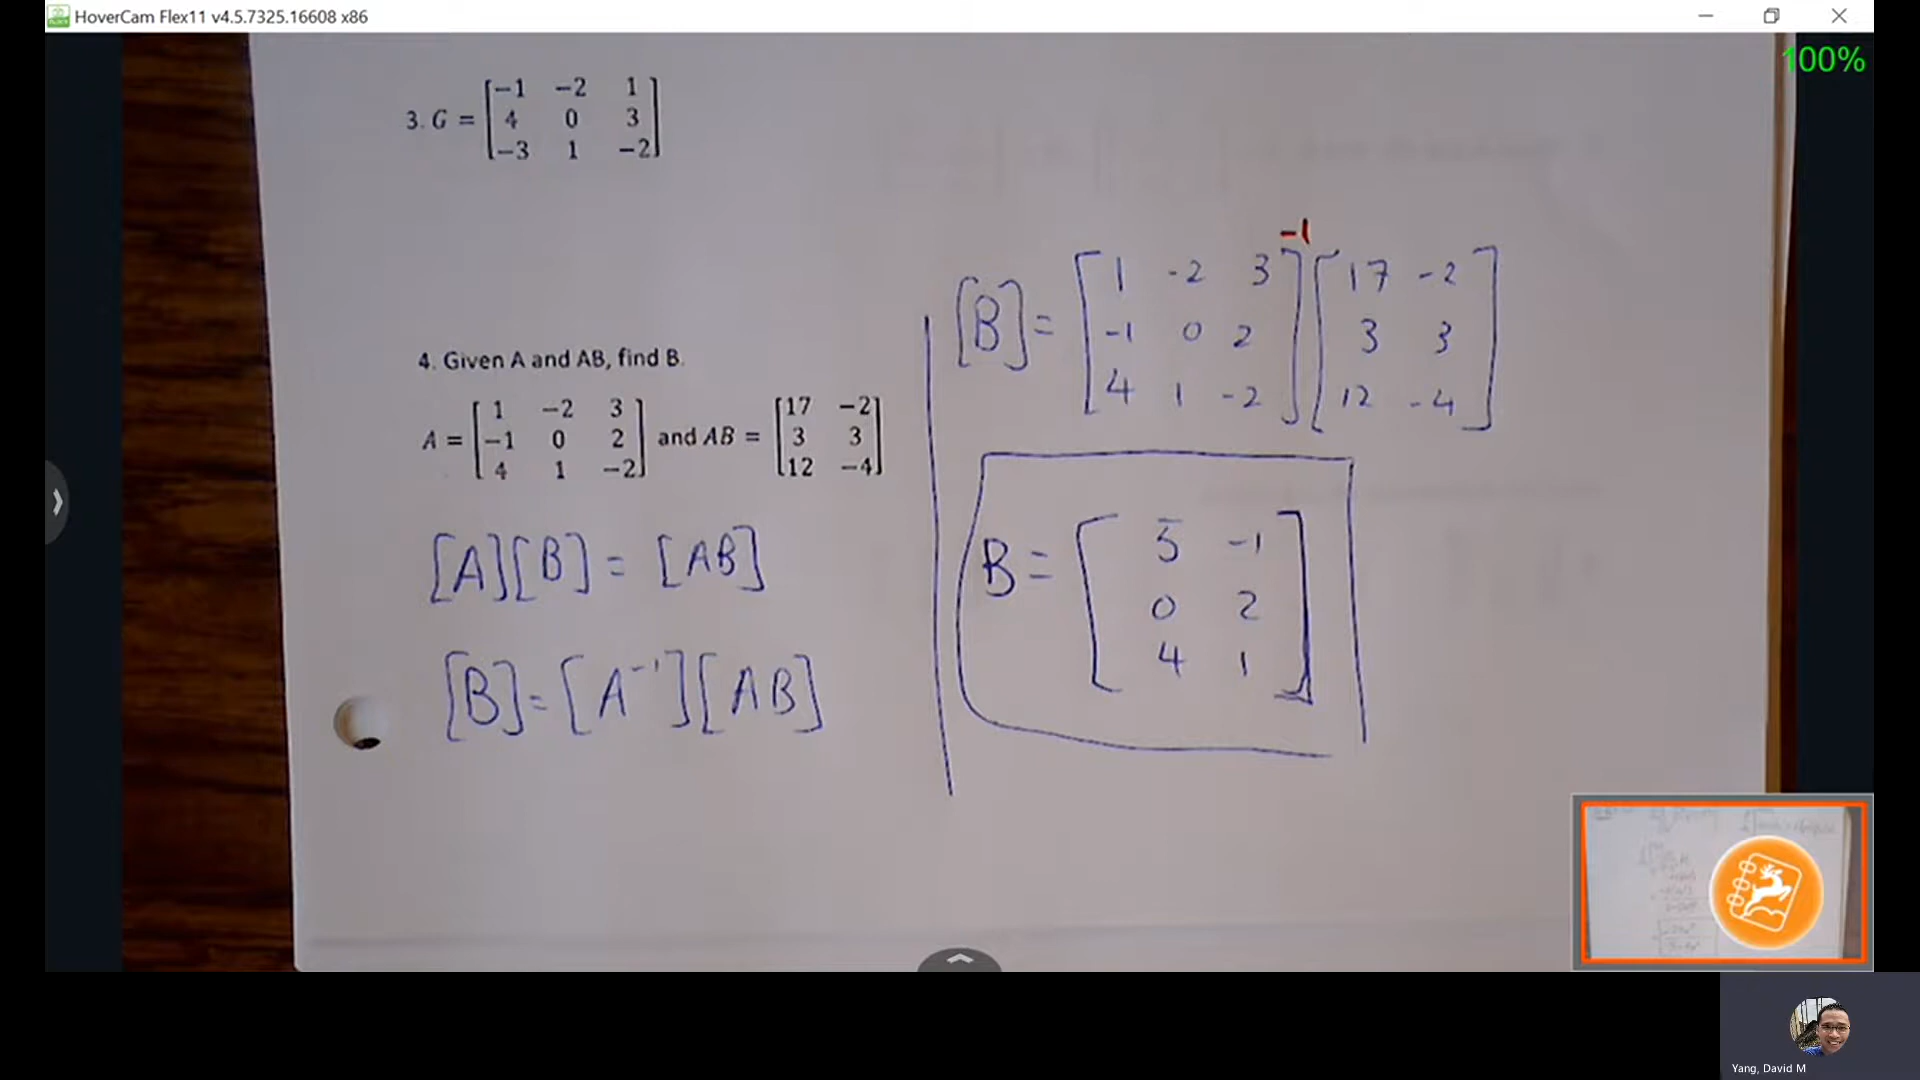 HoverCam Flex11 v4.5.7325.16608 x86
100%
3. G = [-1 -2 1
4 0 3
-3 1 -2]
4. Given A and AB, find B.
A = [1 -2 3
-1 0 2
4 1 -2] and AB = [17 -2
3 3
12 -4]
[A][B] = [AB]
[B] = [A⁻¹][AB]
[B] = [1 -2 3
-1 0 2
4 1 -2]⁻¹ [17 -2
3 3
12 -4]
B = [5 -1
0 2
4 1]
Yang, David M